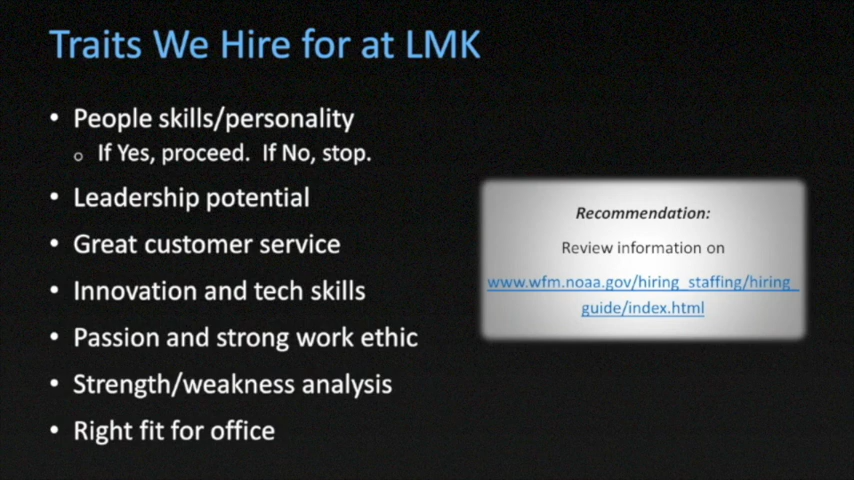 Traits We Hire for at LMK
• People skills/personality
o If Yes, proceed. If No, stop.
• Leadership potential
• Great customer service
• Innovation and tech skills
• Passion and strong work ethic
• Strength/weakness analysis
• Right fit for office
Recommendation:
Review information on
www.wfm.noaa.gov/hiring_staffing/hiring_
guide/index.html